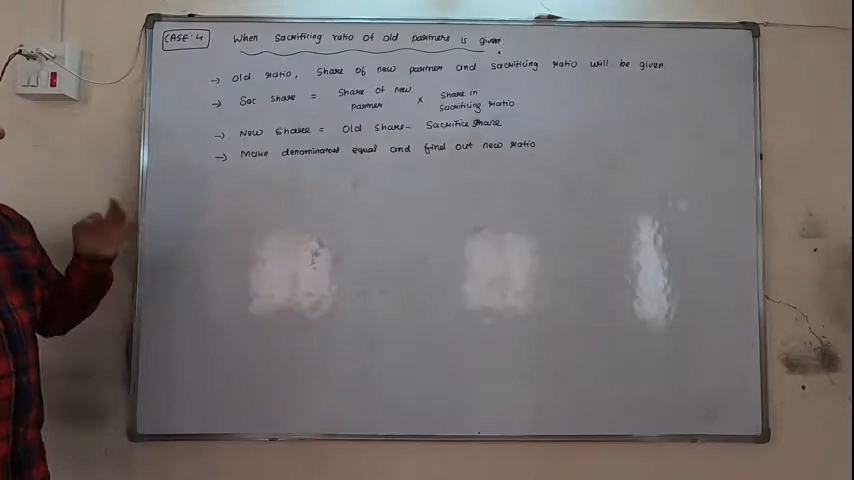 CASE: 4 When sacrificing ratio of old partners is given.
→ Old ratio, Share of new partner and sacrificing ratio will be given
→ Sac share = Share of new partner × Share in sacrificing ratio
→ New share = Old share - Sacrifice share
→ Make denominators equal and find out new ratio